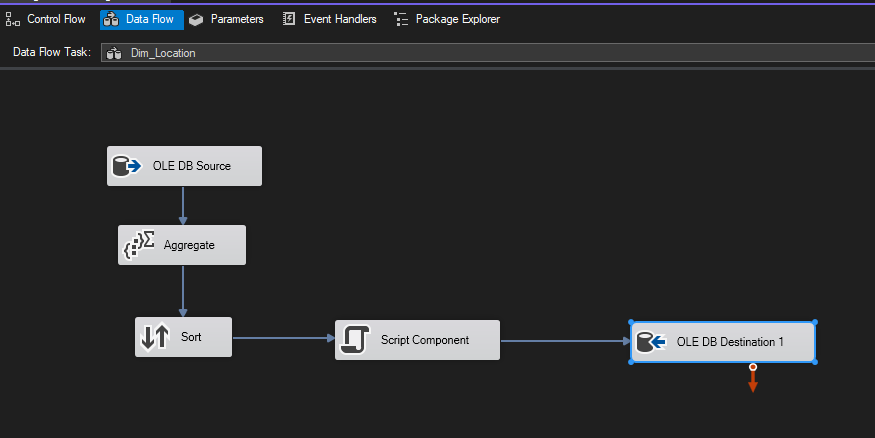 Control Flow Data Flow Parameters Event Handlers Package Explorer
Data Flow Task: Dim_Location
OLE DB Source
Aggregate
Sort
Script Component
OLE DB Destination 1